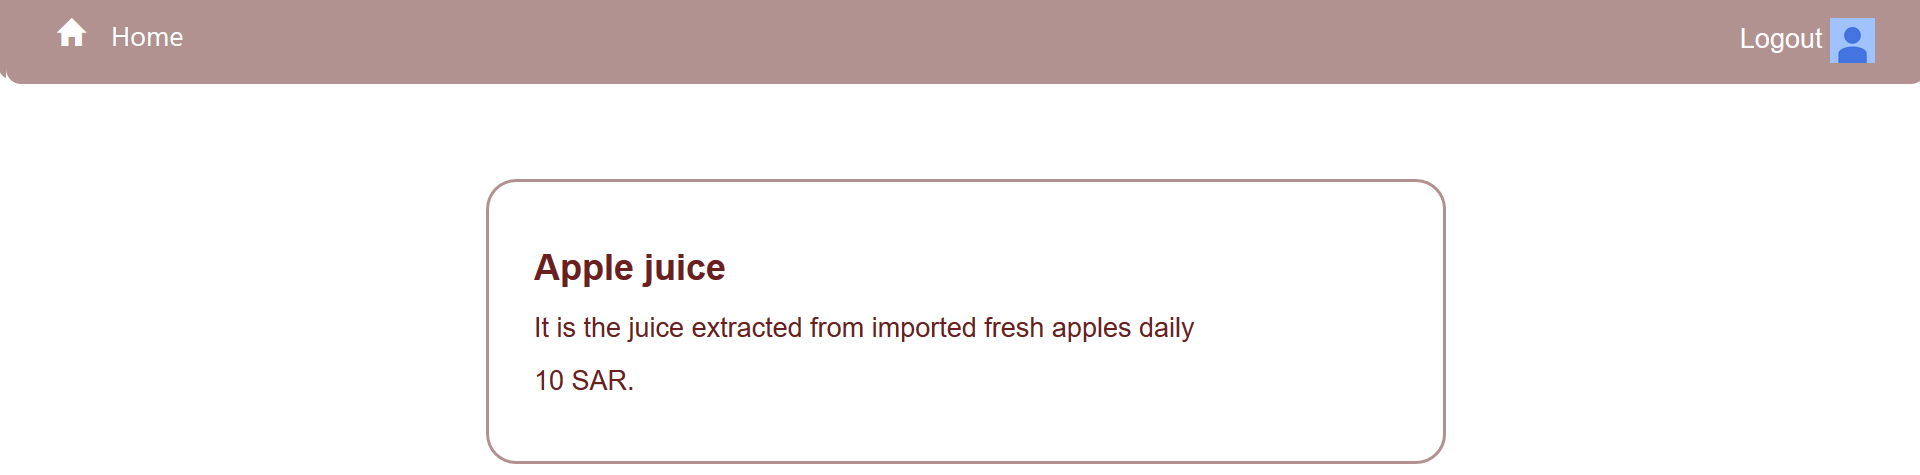 Home
Logout
Apple juice
It is the juice extracted from imported fresh apples daily
10 SAR.